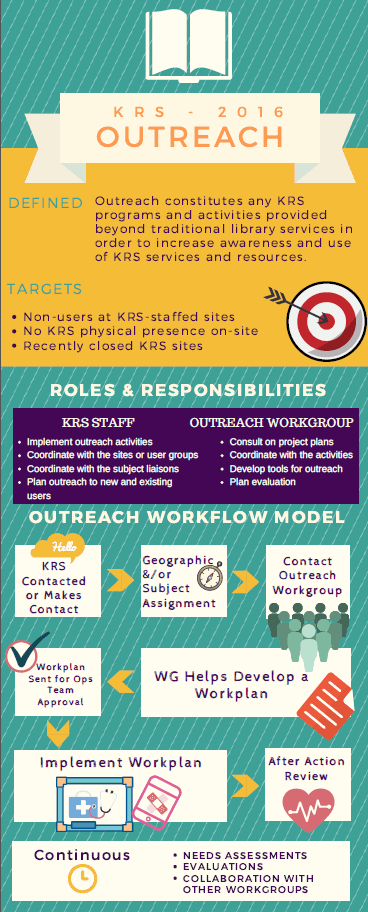 KRS - 2016
OUTREACH
DEFINED
Outreach constitutes any KRS
programs and activities provided
beyond traditional library services in
order to increase awareness and use
of KRS services and resources.
TARGETS
• Non-users at KRS-staffed sites
• No KRS physical presence on-site
• Recently closed KRS sites
ROLES & RESPONSIBILITIES
KRS STAFF
• Implement outreach activities
• Coordinate with the sites or user groups
• Coordinate with the subject liaisons
• Plan outreach to new and existing
users
OUTREACH WORKGROUP
• Consult on project plans
• Coordinate with the activities
• Develop tools for outreach
• Plan evaluation
OUTREACH WORKFLOW MODEL
Hello
KRS
Contacted
or Makes
Contact
Geographic
&/or
Subject
Assignment
Contact
Outreach
Workgroup
Workplan
Sent for Ops
Team
Approval
WG Helps Develop a
Workplan
Implement Workplan
After Action
Review
Continuous
• NEEDS ASSESSMENTS
• EVALUATIONS
• COLLABORATION WITH
OTHER WORKGROUPS